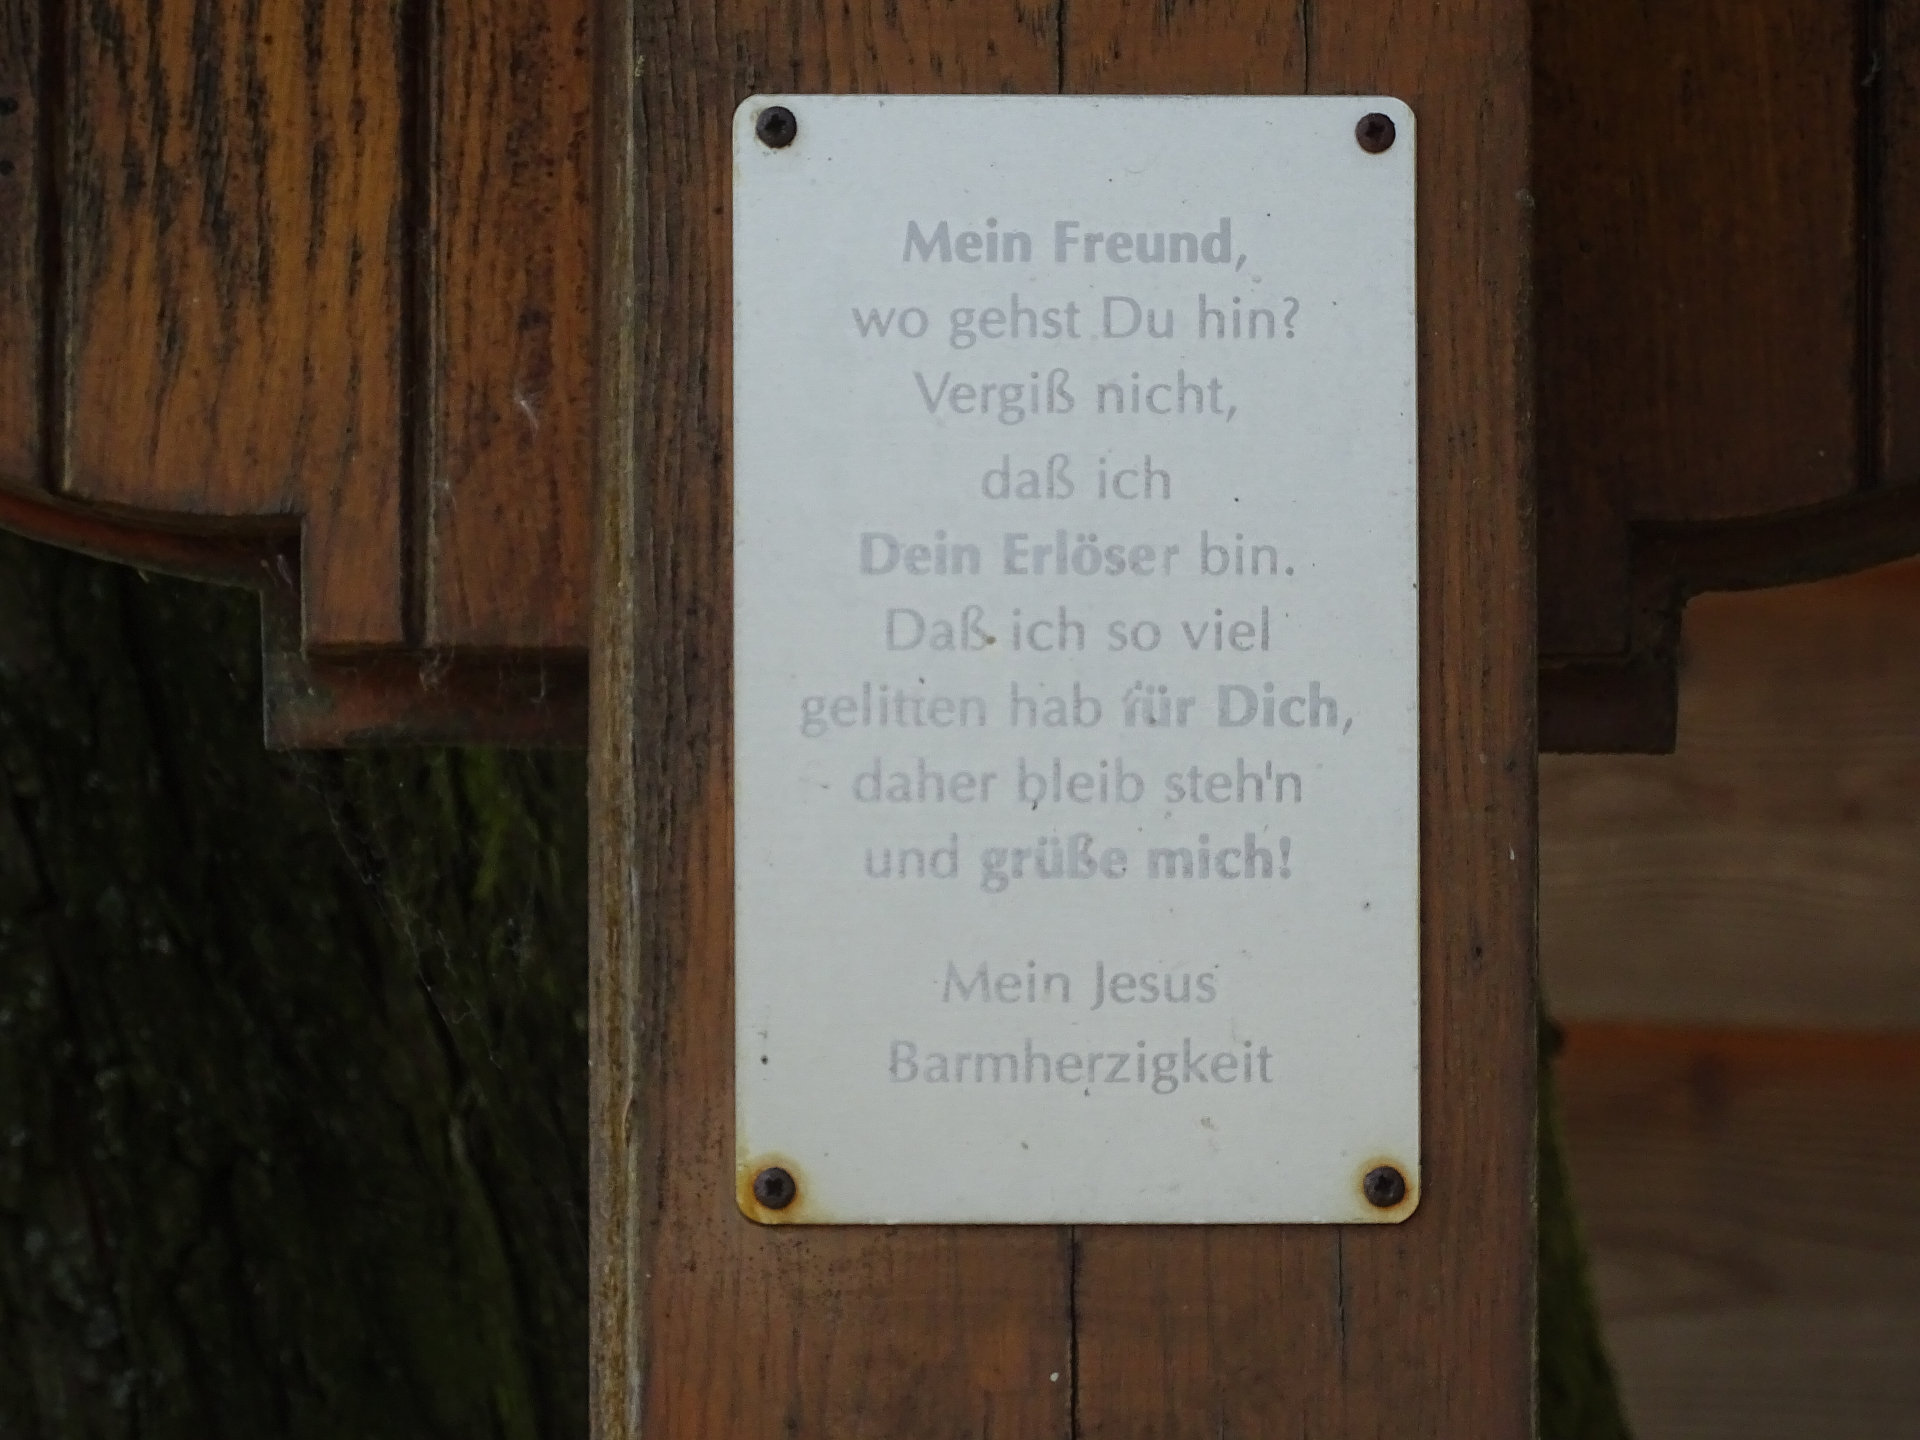 Mein Freund,
wo gehst Du hin?
Vergiß nicht,
daß ich
Dein Erlöser bin.
Daß ich so viel
gelitten hab für Dich,
daher bleib steh'n
und grüße mich!
Mein Jesus
Barmherzigkeit